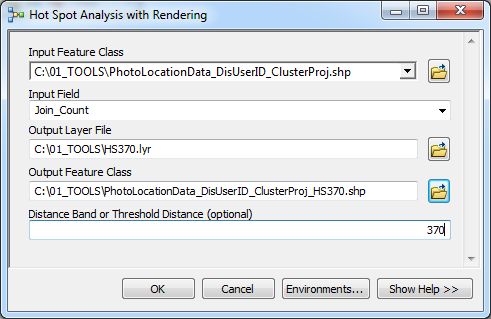 Hot Spot Analysis with Rendering
Input Feature Class
C:\01_TOOLS\PhotoLocationData_DisUserID_ClusterProj.shp
Input Field
Join_Count
Output Layer File
C:\01_TOOLS\HS370.lyr
Output Feature Class
C:\01_TOOLS\PhotoLocationData_DisUserID_ClusterProj_HS370.shp
Distance Band or Threshold Distance (optional)
370
OK
Cancel
Environments...
Show Help >>